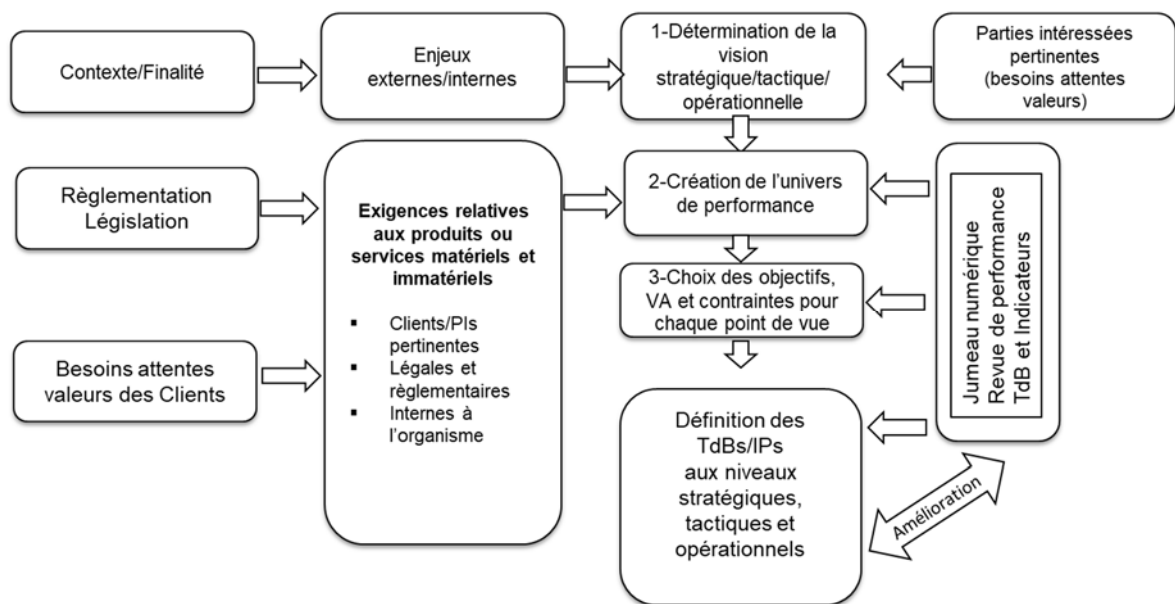 Contexte/Finalité
Enjeux
externes/internes
1-Détermination de la
vision
stratégique/tactique/
opérationnelle
Parties intéressées
pertinentes
(besoins attentes
valeurs)
Règlementation
Législation
Besoins attentes
valeurs des Clients
Exigences relatives
aux produits ou
services matériels et
immatériels
▪ Clients/PIs
pertinentes
▪ Légales et
règlementaires
▪ Internes à
l’organisme
2-Création de l’univers
de performance
3-Choix des objectifs,
VA et contraintes pour
chaque point de vue
Définition des
TdBs/IPs
aux niveaux
stratégiques,
tactiques et
opérationnels
Jumeau numérique
Revue de performance
TdB et Indicateurs
Amélioration